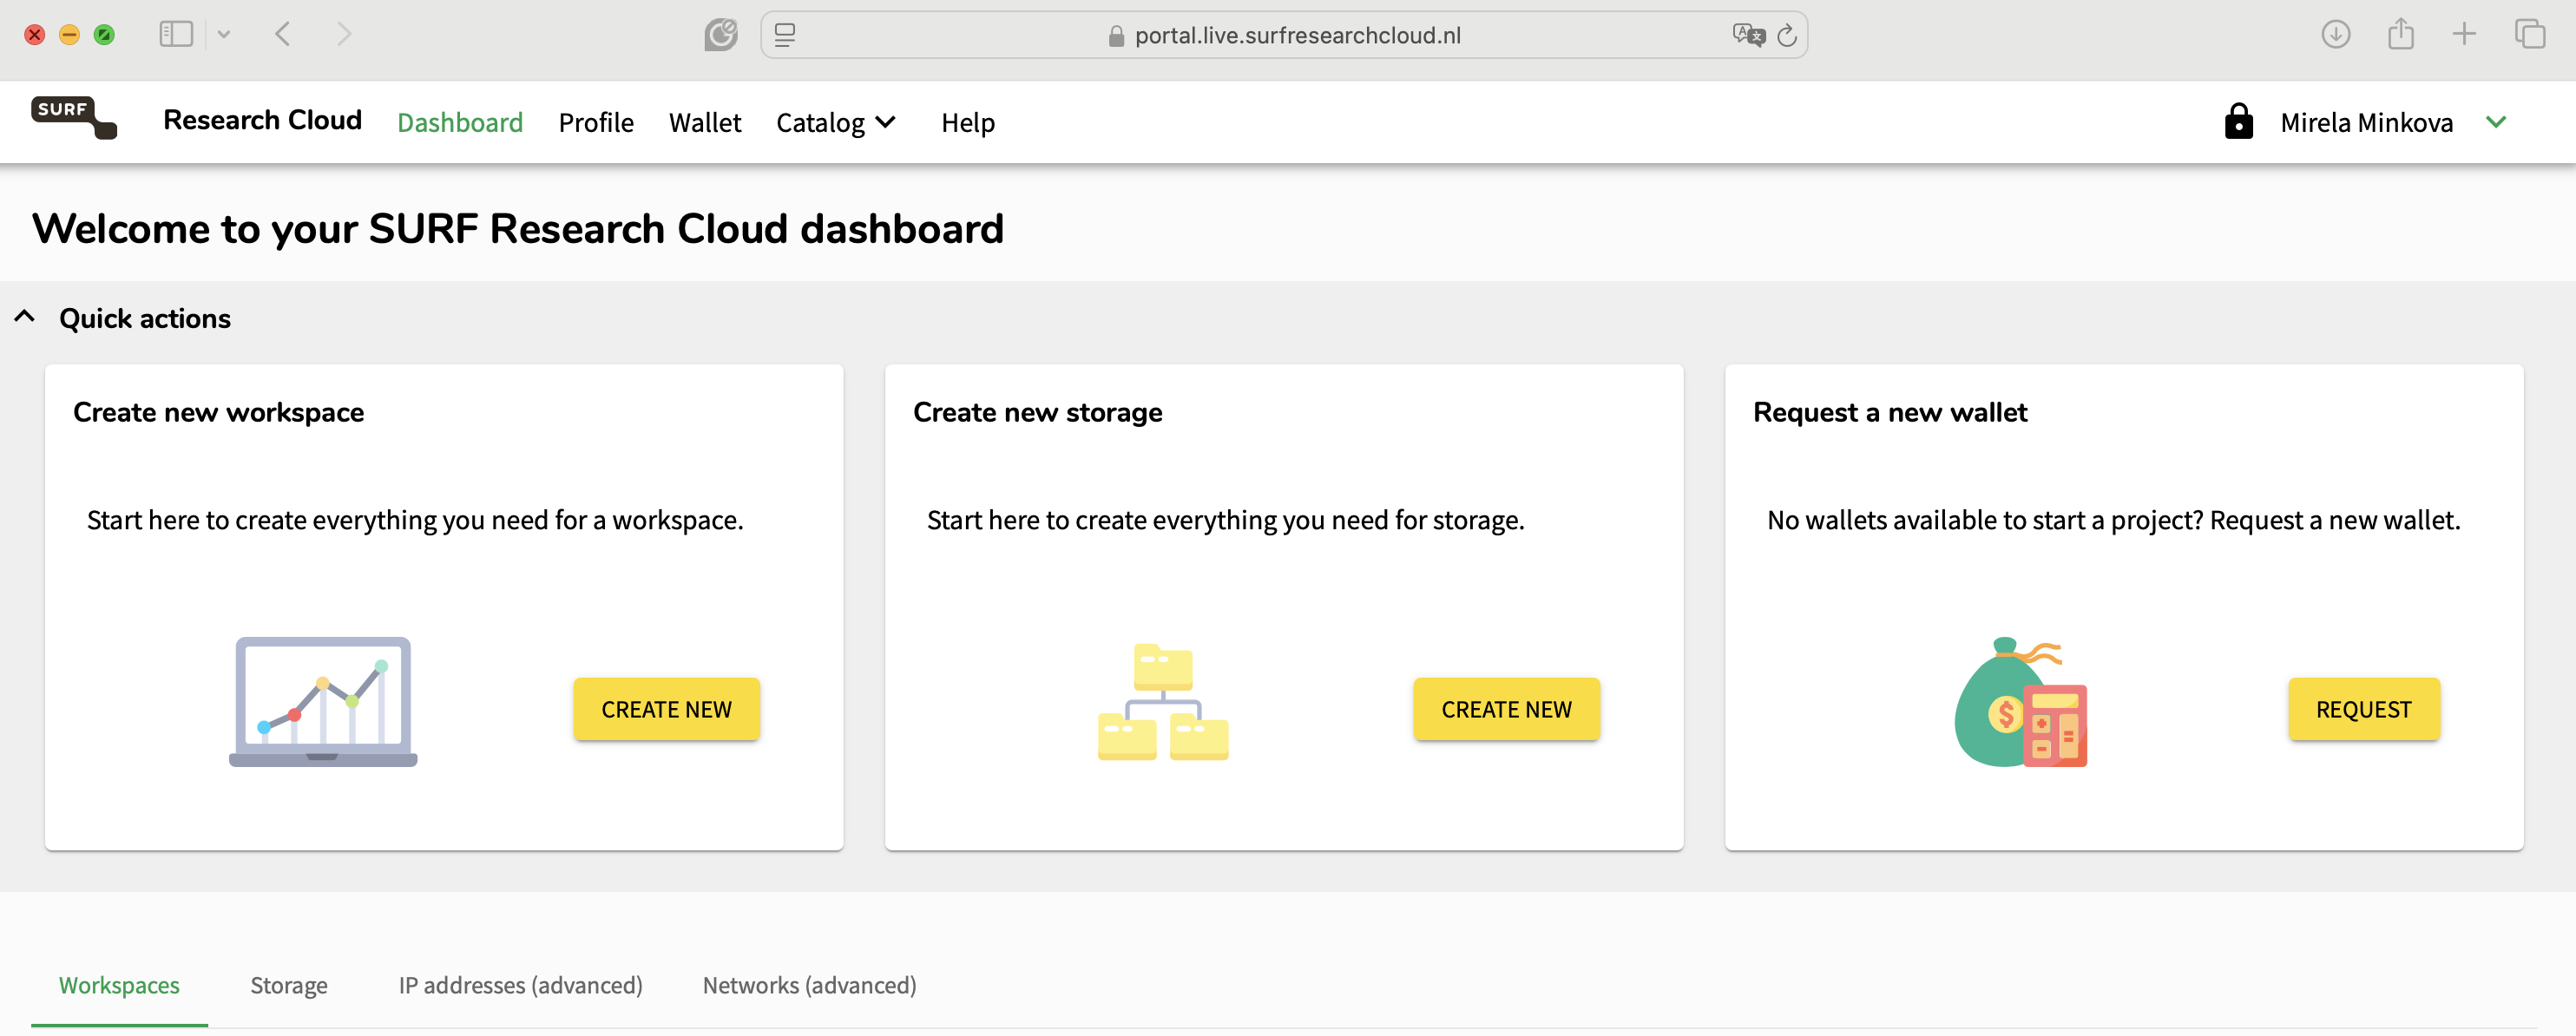 portal.live.surfresearchcloud.nl
SURF
Research Cloud
Dashboard
Profile
Wallet
Catalog
Help
Mirela Minkova
Welcome to your SURF Research Cloud dashboard
Quick actions
Create new workspace
Start here to create everything you need for a workspace.
CREATE NEW
Create new storage
Start here to create everything you need for storage.
CREATE NEW
Request a new wallet
No wallets available to start a project? Request a new wallet.
$
REQUEST
Workspaces
Storage
IP addresses (advanced)
Networks (advanced)